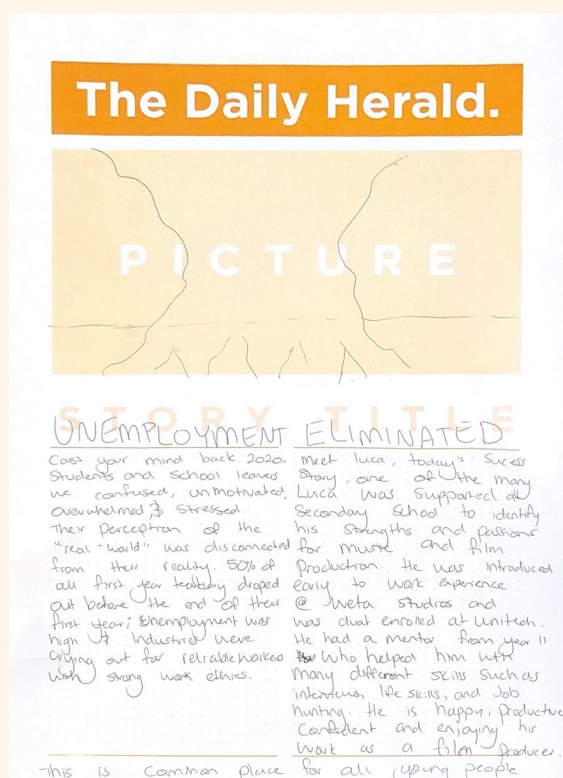 The Daily Herald.
PICTURE
STORY TITLE
UNEMPLOYMENT ELIMINATED
Cast your mind back 2020.
Students and School leavers
we confused, unmotivated,
overwhelmed & Stressed.
Their Perception of the
"real-world" was disconnected
from their reality. 50% of
all first year droped
out before the end of their
first year; Unemployment was
high & Industries were
crying out for reliable workers
with strong work ethics.
Meet Luca, today's Sucess
Story, one of the many
Luca was Supported at
Secondary School to identify
his Strengths and passions
for music and film
Production. He was Introduced
early to work experience
@ Weta Studios and
was dual enrolled at Unitech.
He had a mentor from year 11
who helped him with
many different skills such as
interviews, life skills, and Job
hunting. He is happy, productive
Confident and enjoying his
work as a film Producer.
This is Common place for all young people